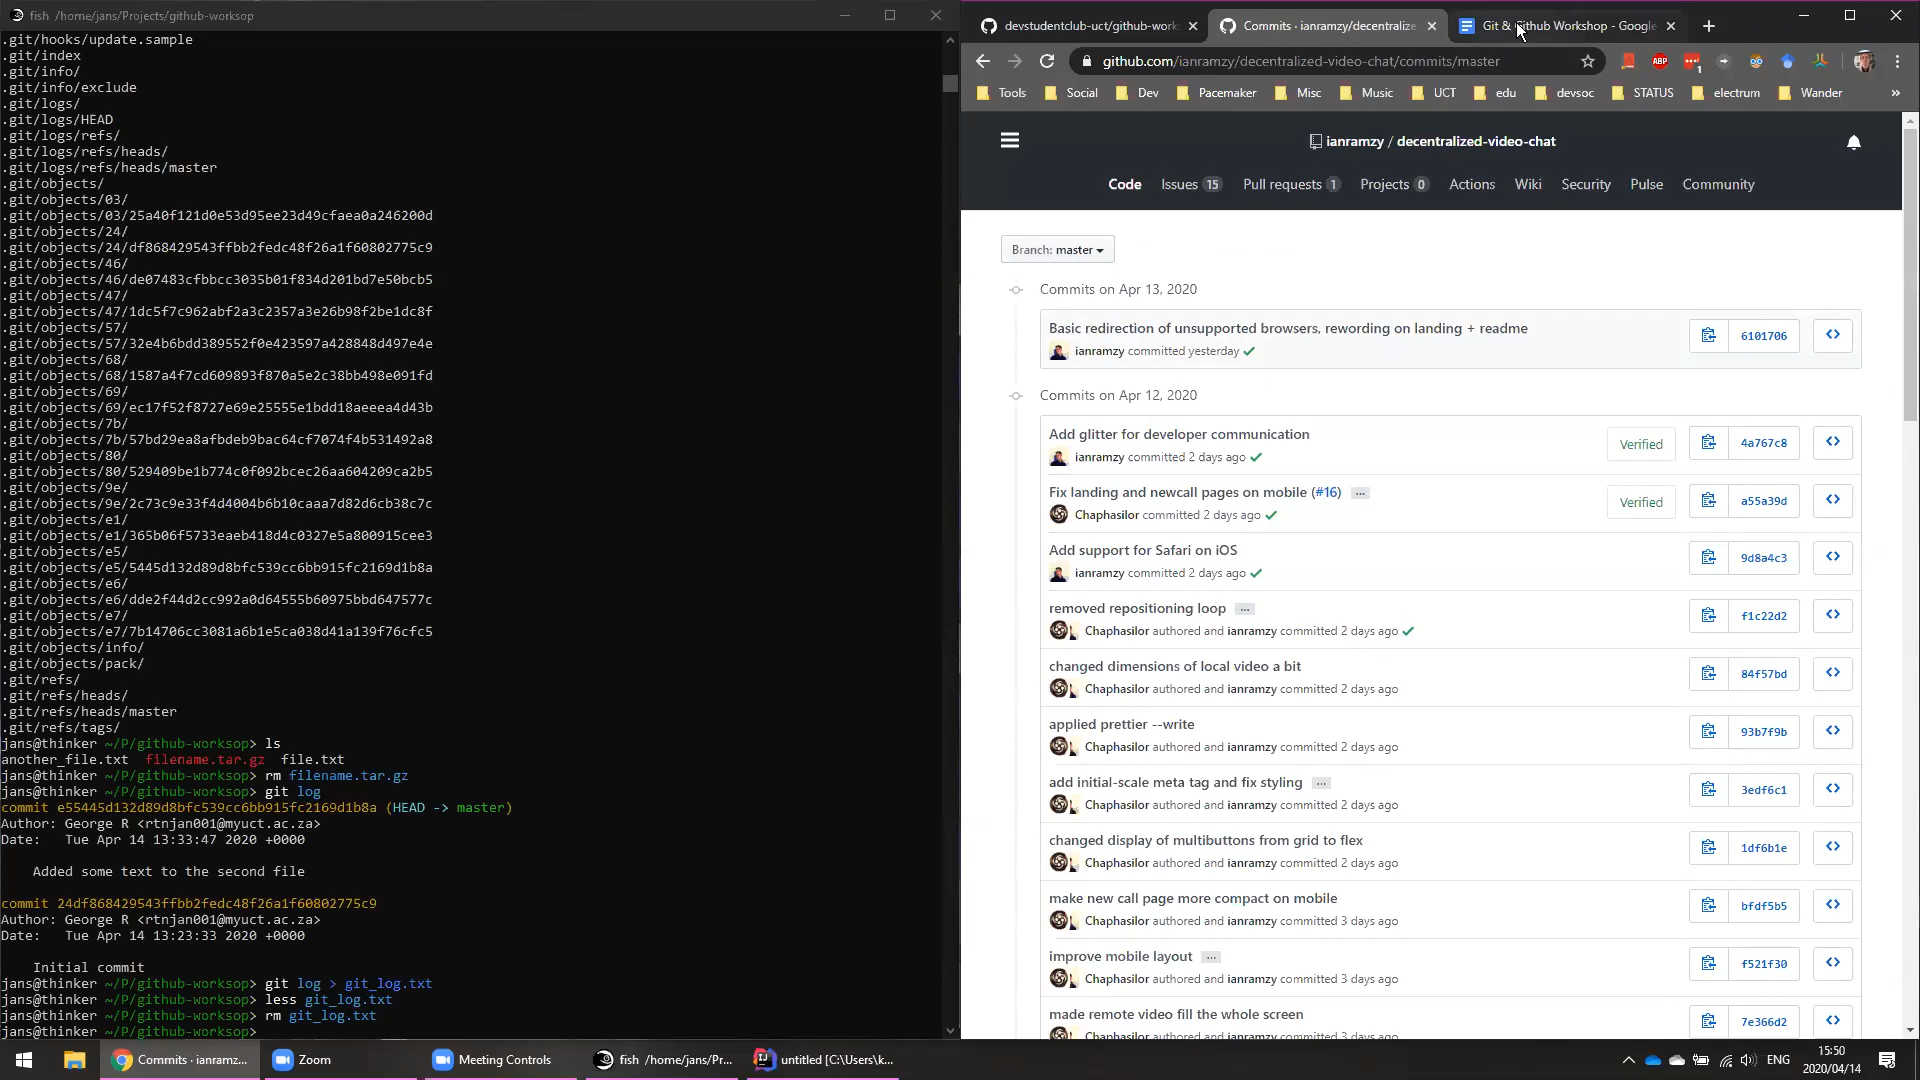 fish /home/jans/Projects/github-worksop
.git/hooks/update.sample
.git/index
.git/info/
.git/info/exclude
.git/logs/
.git/logs/HEAD
.git/logs/refs/
.git/logs/refs/heads/
.git/logs/refs/heads/master
.git/objects/
.git/objects/03/
.git/objects/03/25a40f121d0e53d95ee23d49cfaea0a246200d
.git/objects/24/
.git/objects/24/df868429543ffbb2fedc48f26a1f60802775c9
.git/objects/46/
.git/objects/46/de07483cfbbcc3035b01f834d201bd7e50bcb5
.git/objects/47/
.git/objects/47/1dc5f7c962abf2a3c2357a3e26b98f2be1dc8f
.git/objects/57/
.git/objects/57/32e4b6bdd389552f0e423597a428848d497e4e
.git/objects/68/
.git/objects/68/1587a4f7cd609893f870a5e2c38bb498e091fd
.git/objects/69/
.git/objects/69/ec17f52f8727e69e25555e1bdd18aeeea4d43b
.git/objects/7b/
.git/objects/7b/57bd29ea8afbdeb9bac64cf7074f4b531492a8
.git/objects/80/
.git/objects/80/529409be1b774c0f092bcec26aa604209ca2b5
.git/objects/9e/
.git/objects/9e/2c73c9e33f4d4004b6b10caaa7d82d6cb38c7c
.git/objects/e1/
.git/objects/e1/365b06f5733eaeb418d4c0327e5a800915cee3
.git/objects/e5/
.git/objects/e5/5445d132d89d8bfc539cc6bb915fc2169d1b8a
.git/objects/e6/
.git/objects/e6/dde2f44d2cc992a0d64555b60975bbd647577c
.git/objects/e7/
.git/objects/e7/7b14706cc3081a6b1e5ca038d41a139f76cfc5
.git/objects/info/
.git/objects/pack/
.git/refs/
.git/refs/heads/
.git/refs/heads/master
.git/refs/tags/
jans@thinker ~/P/github-worksop> ls
another_file.txt filename.tar.gz file.txt
jans@thinker ~/P/github-worksop> rm filename.tar.gz
jans@thinker ~/P/github-worksop> git log
commit e55445d132d89d8bfc539cc6bb915fc2169d1b8a (HEAD -> master)
Author: George R <rtnjan001@myuct.ac.za>
Date: Tue Apr 14 13:33:47 2020 +0000
Added some text to the second file
commit 24df868429543ffbb2fedc48f26a1f60802775c9
Author: George R <rtnjan001@myuct.ac.za>
Date: Tue Apr 14 13:23:33 2020 +0000
Initial commit
jans@thinker ~/P/github-worksop> git log > git_log.txt
jans@thinker ~/P/github-worksop> less git_log.txt
jans@thinker ~/P/github-worksop> rm git_log.txt
jans@thinker ~/P/github-worksop>
devstudentclub-uct/github-work
Commits · ianramzy/decentralize
Git & Github Workshop - Google
github.com/ianramzy/decentralized-video-chat/commits/master
ABP
1
Tools Social Dev Pacemaker Misc Music UCT edu devsoc STATUS electrum Wander »
ianramzy / decentralized-video-chat
Code Issues 15 Pull requests 1 Projects 0 Actions Wiki Security Pulse Community
Branch: master
Commits on Apr 13, 2020
Basic redirection of unsupported browsers, rewording on landing + readme
ianramzy committed yesterday
6101706
Commits on Apr 12, 2020
Add glitter for developer communication
ianramzy committed 2 days ago
Verified
4a767c8
Fix landing and newcall pages on mobile (#16) ...
Chaphasilor committed 2 days ago
Verified
a55a39d
Add support for Safari on iOS
ianramzy committed 2 days ago
9d8a4c3
removed repositioning loop ...
Chaphasilor authored and ianramzy committed 2 days ago
f1c22d2
changed dimensions of local video a bit
Chaphasilor authored and ianramzy committed 2 days ago
84f57bd
applied prettier --write
Chaphasilor authored and ianramzy committed 2 days ago
93b7f9b
add initial-scale meta tag and fix styling ...
Chaphasilor authored and ianramzy committed 2 days ago
3edf6c1
changed display of multibuttons from grid to flex
Chaphasilor authored and ianramzy committed 2 days ago
1df6b1e
make new call page more compact on mobile
Chaphasilor authored and ianramzy committed 3 days ago
bfdf5b5
improve mobile layout ...
Chaphasilor authored and ianramzy committed 3 days ago
f521f30
made remote video fill the whole screen
Chaphasilor authored and ianramzy committed 3 days ago
7e366d2
Commits · ianramz...
Zoom
Meeting Controls
fish /home/jans/Pr...
untitled [C:\Users\k...
ENG
15:50
2020/04/14